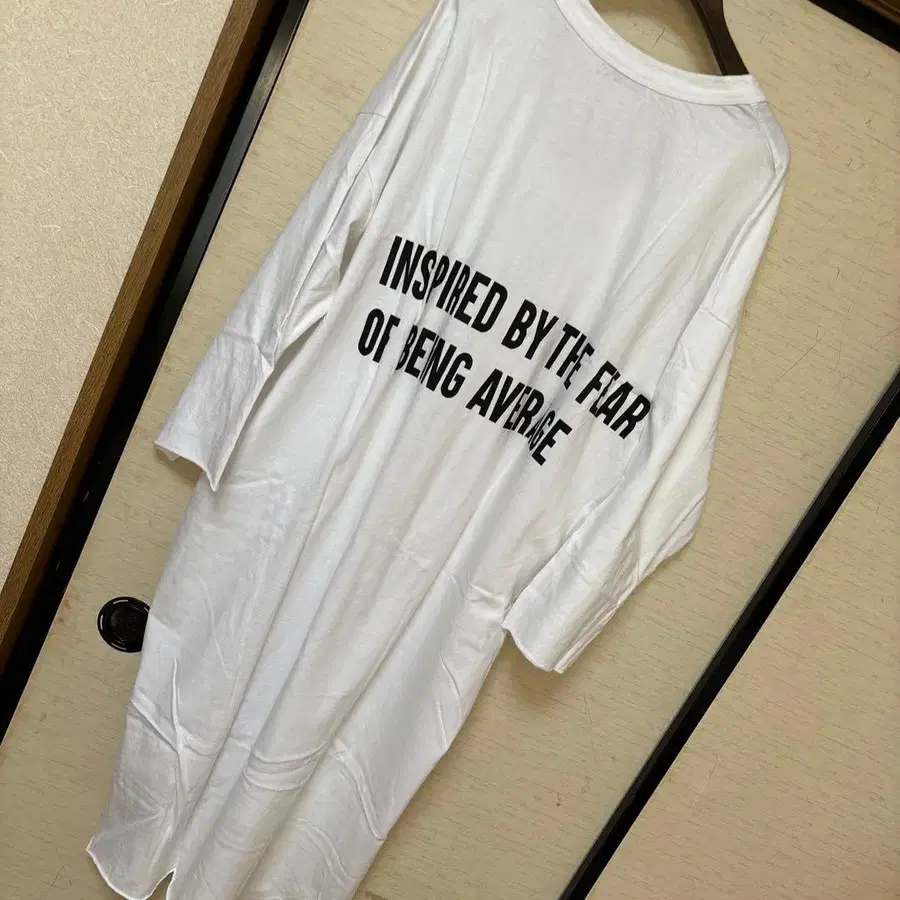 INSPIRED BY THE FEAR
OF BEING AVERAGE